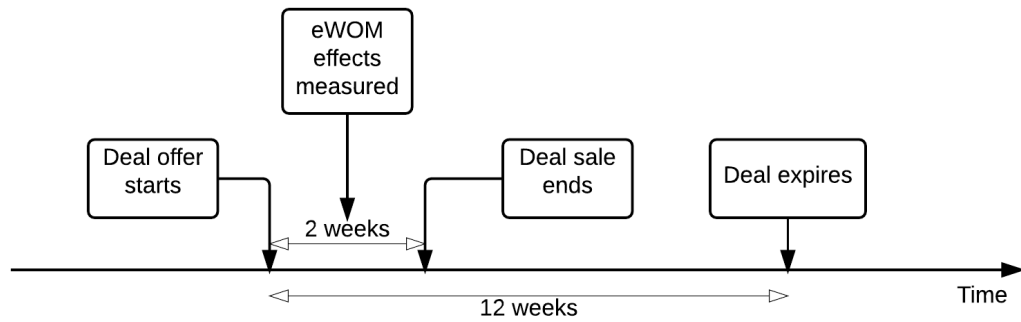 eWOM
effects
measured
Deal offer
starts
Deal sale
ends
Deal expires
2 weeks
12 weeks
Time